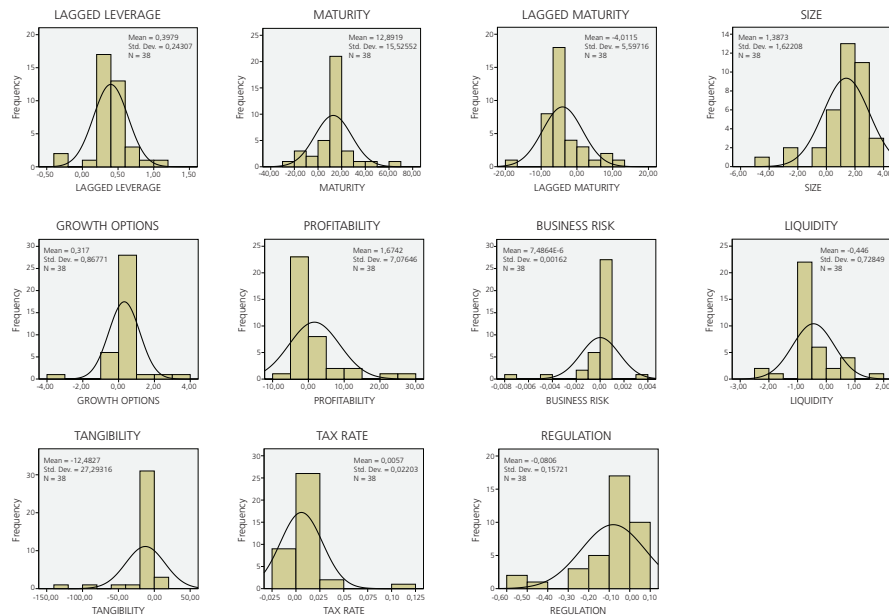 LAGGED LEVERAGE
Mean = 0,3979
Std. Dev. = 0,24307
N = 38
Frequency
20
15
10
5
0
-0,50 0,00 0,50 1,00 1,50
LAGGED LEVERAGE
MATURITY
Mean = 12,8919
Std. Dev. = 15,52552
N = 38
Frequency
25
20
15
10
5
0
-40,00 -20,00 0,00 20,00 40,00 60,00 80,00
MATURITY
LAGGED MATURITY
Mean = -4,0115
Std. Dev. = 5,59716
N = 38
Frequency
20
15
10
5
0
-20,00 -10,00 0,00 10,00 20,00
LAGGED MATURITY
SIZE
Mean = 1,3873
Std. Dev. = 1,62208
N = 38
Frequency
14
12
10
8
6
4
2
0
-6,00 -4,00 -2,00 0,00 2,00
SIZE
GROWTH OPTIONS
Mean = 0,317
Std. Dev. = 0,86771
N = 38
Frequency
30
25
20
15
10
5
0
-4,00 -2,00 0,00 2,00 4,00
GROWTH OPTIONS
PROFITABILITY
Mean = 1,6742
Std. Dev. = 7,07646
N = 38
Frequency
25
20
15
10
5
0
-10,00 0,00 10,00 20,00 30,00
PROFITABILITY
BUSINESS RISK
Mean = 7,4864E-6
Std. Dev. = 0,00162
N = 38
Frequency
30
25
20
15
10
5
0
-0,008 -0,006 -0,004 -0,002 0,00 0,002 0,004
BUSINESS RISK
LIQUIDITY
Mean = -0,446
Std. Dev. = 0,72849
N = 38
Frequency
25
20
15
10
5
0
-3,00 -2,00 -1,00 0,00 1,00
LIQUIDITY
TANGIBILITY
Mean = -12,4827
Std. Dev. = 27,29316
N = 38
Frequency
30
20
10
0
-150,00 -100,00 -50,00 0,00 50,00
TANGIBILITY
TAX RATE
Mean = 0,0057
Std. Dev. = 0,02203
N = 38
Frequency
30
25
20
15
10
5
0
-0,025 0,00 0,025 0,05 0,075 0,10 0,125
TAX RATE
REGULATION
Mean = -0,0806
Std. Dev. = 0,15721
N = 38
Frequency
20
15
10
5
0
-0,60 -0,50 -0,40 -0,30 -0,20 -0,10 0,00 0,10
REGULATION